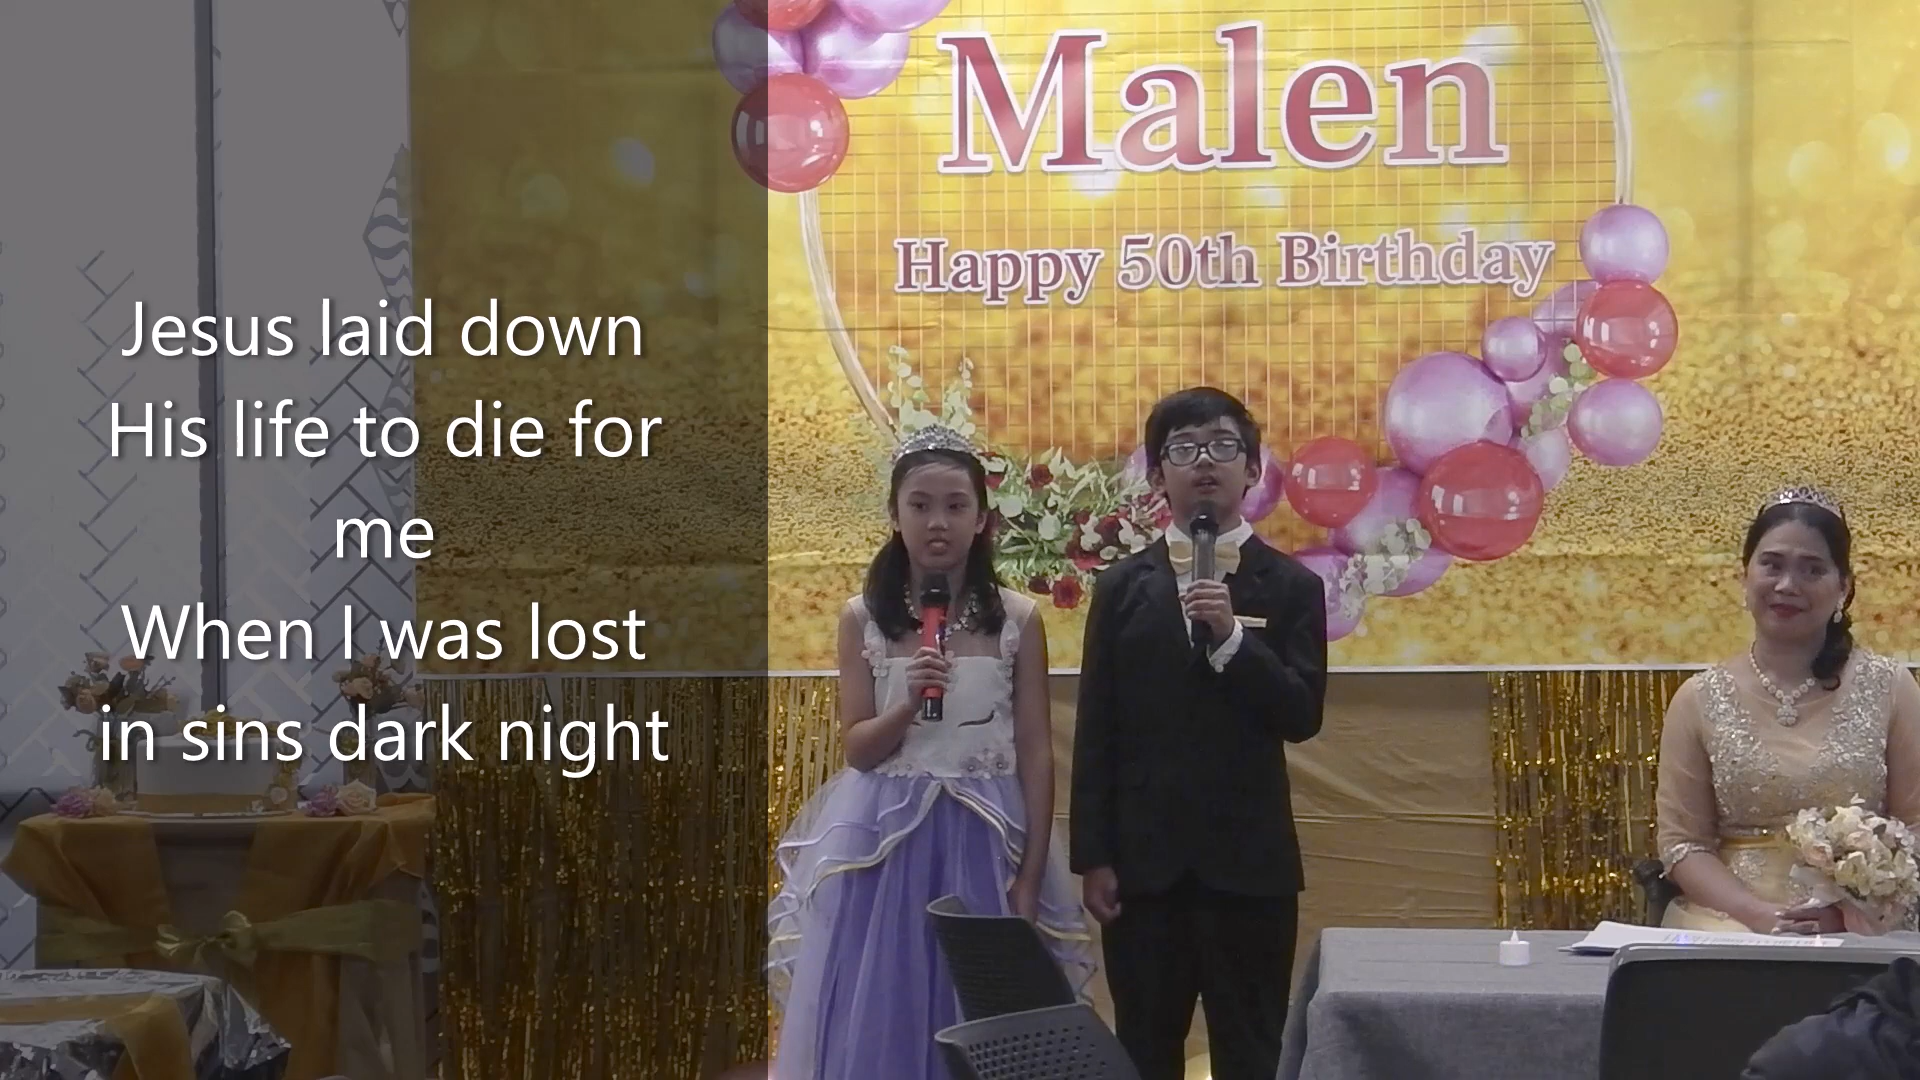 Malen
Happy 50th Birthday
Jesus laid down
His life to die for
me
When I was lost
in sins dark night